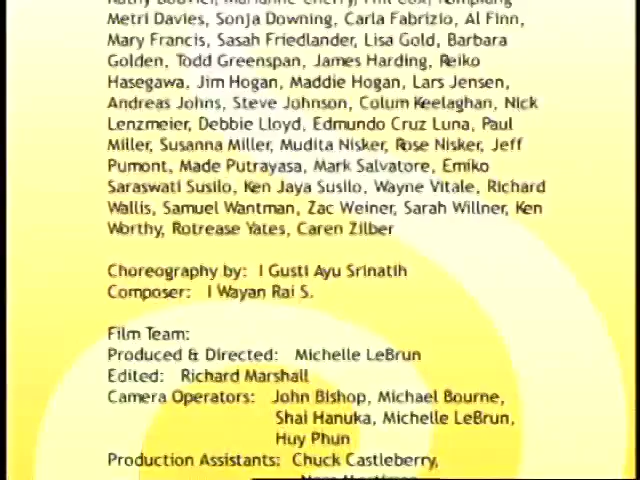 Metri Davies, Sonja Downing, Carla Fabrizio, Al Finn,
Mary Francis, Sasah Friedlander, Lisa Gold, Barbara
Golden, Todd Greenspan, James Harding, Reiko
Hasegawa, Jim Hogan, Maddie Hogan, Lars Jensen,
Andreas Johns, Steve Johnson, Colum Keelaghan, Nick
Lenzmeier, Debbie Lloyd, Edmundo Cruz Luna, Paul
Miller, Susanna Miller, Mudita Nisker, Rose Nisker, Jeff
Pumont, Made Putrayasa, Mark Salvatore, Emiko
Saraswati Susilo, Ken Jaya Susilo, Wayne Vitale, Richard
Wallis, Samuel Wantman, Zac Weiner, Sarah Willner, Ken
Worthy, Rotrease Yates, Caren Zilber
Choreography by: I Gusti Ayu Srinatih
Composer: I Wayan Rai S.
Film Team:
Produced & Directed: Michelle LeBrun
Edited: Richard Marshall
Camera Operators: John Bishop, Michael Bourne,
Shai Hanuka, Michelle LeBrun,
Huy Phun
Production Assistants: Chuck Castleberry,